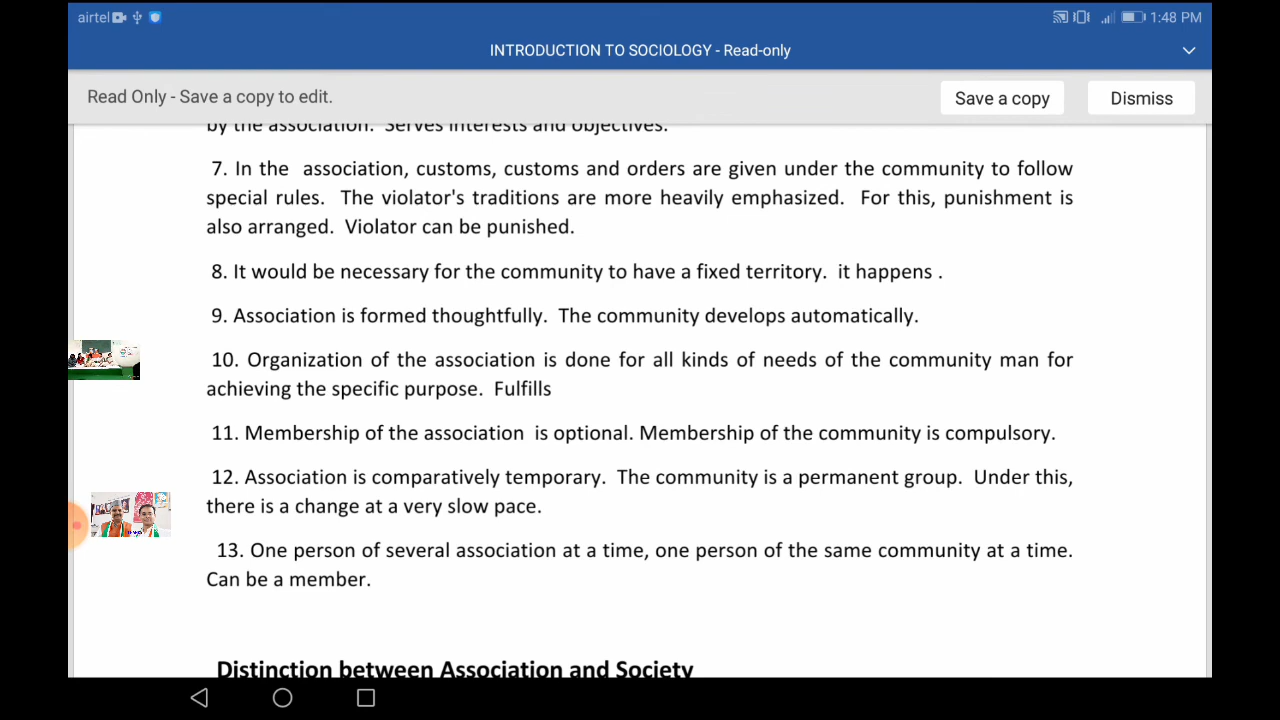 airtel
1:48 PM
INTRODUCTION TO SOCIOLOGY - Read-only
Read Only - Save a copy to edit.
Save a copy
Dismiss
by the association. Serves interests and objectives.
7. In the association, customs, customs and orders are given under the community to follow
special rules. The violator's traditions are more heavily emphasized. For this, punishment is
also arranged. Violator can be punished.
8. It would be necessary for the community to have a fixed territory. it happens .
9. Association is formed thoughtfully. The community develops automatically.
10. Organization of the association is done for all kinds of needs of the community man for
achieving the specific purpose. Fulfills
11. Membership of the association is optional. Membership of the community is compulsory.
12. Association is comparatively temporary. The community is a permanent group. Under this,
there is a change at a very slow pace.
13. One person of several association at a time, one person of the same community at a time.
Can be a member.
Distinction between Association and Society